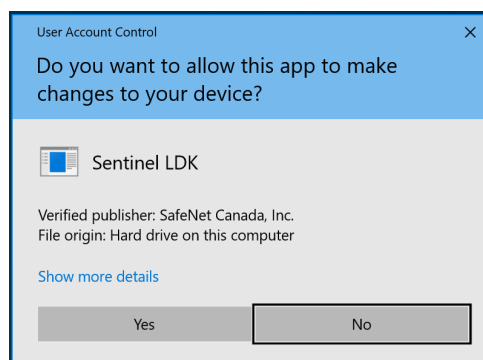 User Account Control
Do you want to allow this app to make
changes to your device?
Sentinel LDK
Verified publisher: SafeNet Canada, Inc.
File origin: Hard drive on this computer
Show more details
Yes
No